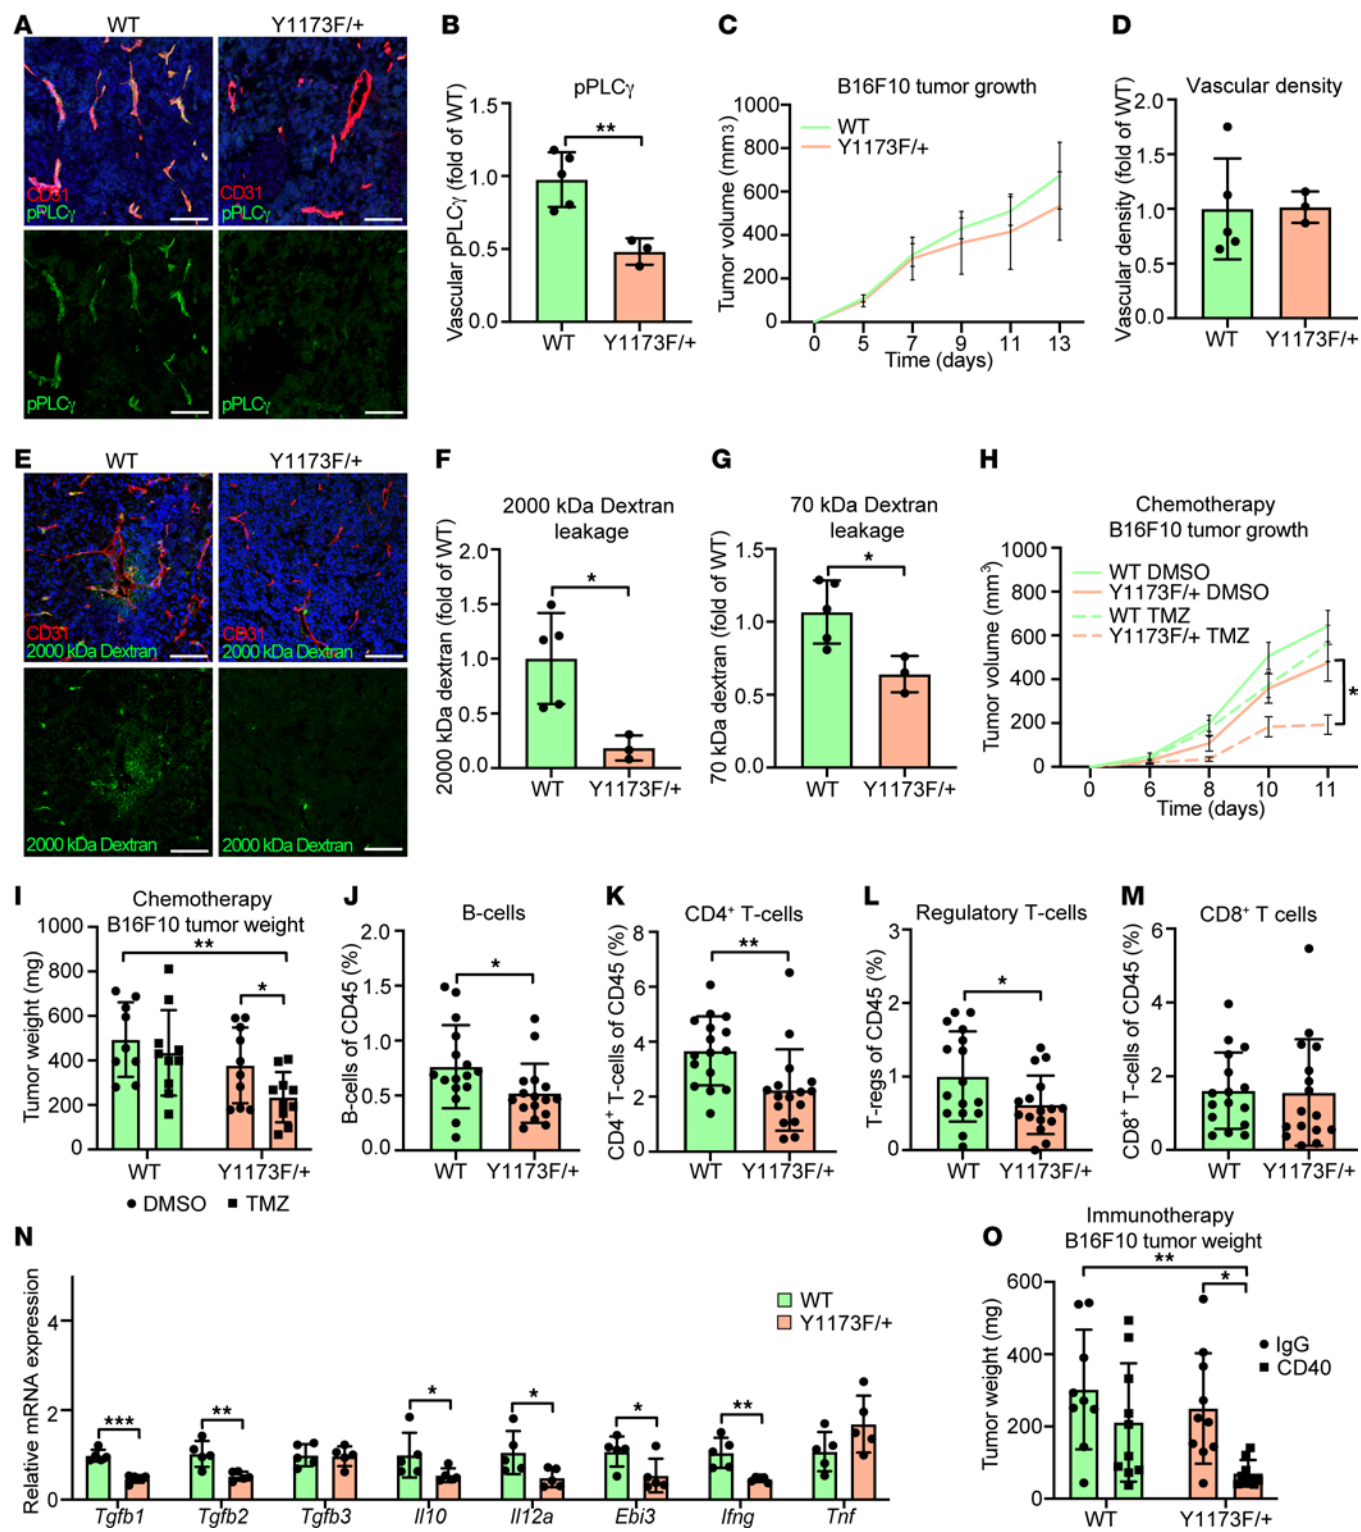 A
WT
Y1173F/+
CD31
pPLCγ
CD31
pPLCγ
pPLCγ
pPLCγ
B
pPLCγ
Vascular pPLCγ (fold of WT)
1.5
1.0
0.5
0.0
**
WT
Y1173F/+
C
B16F10 tumor growth
Tumor volume (mm3)
1000
800
600
400
200
0
WT
Y1173F/+
0 5 7 9 11 13
Time (days)
D
Vascular density
Vascular density (fold of WT)
2.0
1.5
1.0
0.5
0.0
WT
Y1173F/+
E
WT
Y1173F/+
CD31
2000 kDa Dextran
CD31
2000 kDa Dextran
2000 kDa Dextran
2000 kDa Dextran
F
2000 kDa Dextran
leakage
2000 kDa dextran (fold of WT)
2.0
1.5
1.0
0.5
0.0
*
WT
Y1173F/+
G
70 kDa Dextran
leakage
70 kDa dextran (fold of WT)
1.5
1.0
0.5
0.0
*
WT
Y1173F/+
H
Chemotherapy
B16F10 tumor growth
Tumor volume (mm³)
1000
800
600
400
200
0
WT DMSO
Y1173F/+ DMSO
WT TMZ
Y1173F/+ TMZ
*
0 6 8 10 11
Time (days)
I
Chemotherapy
B16F10 tumor weight
Tumor weight (mg)
1000
800
600
400
200
0
**
*
WT
Y1173F/+
DMSO
TMZ
J
B-cells
B-cells of CD45 (%)
2.0
1.5
1.0
0.5
0.0
*
WT
Y1173F/+
K
CD4⁺ T-cells
CD4⁺ T-cells of CD45 (%)
8
6
4
2
0
**
WT
Y1173F/+
L
Regulatory T-cells
T-regs of CD45 (%)
3
2
1
0
*
WT
Y1173F/+
M
CD8⁺ T cells
CD8⁺ T-cells of CD45 (%)
6
4
2
0
WT
Y1173F/+
N
Relative mRNA expression
4
2
0
WT
Y1173F/+
***
**
*
*
*
**
Tgfb1
Tgfb2
Tgfb3
Il10
Il12a
Ebi3
Ifng
Tnf
O
Immunotherapy
B16F10 tumor weight
Tumor weight (mg)
600
400
200
0
**
*
IgG
CD40
WT
Y1173F/+